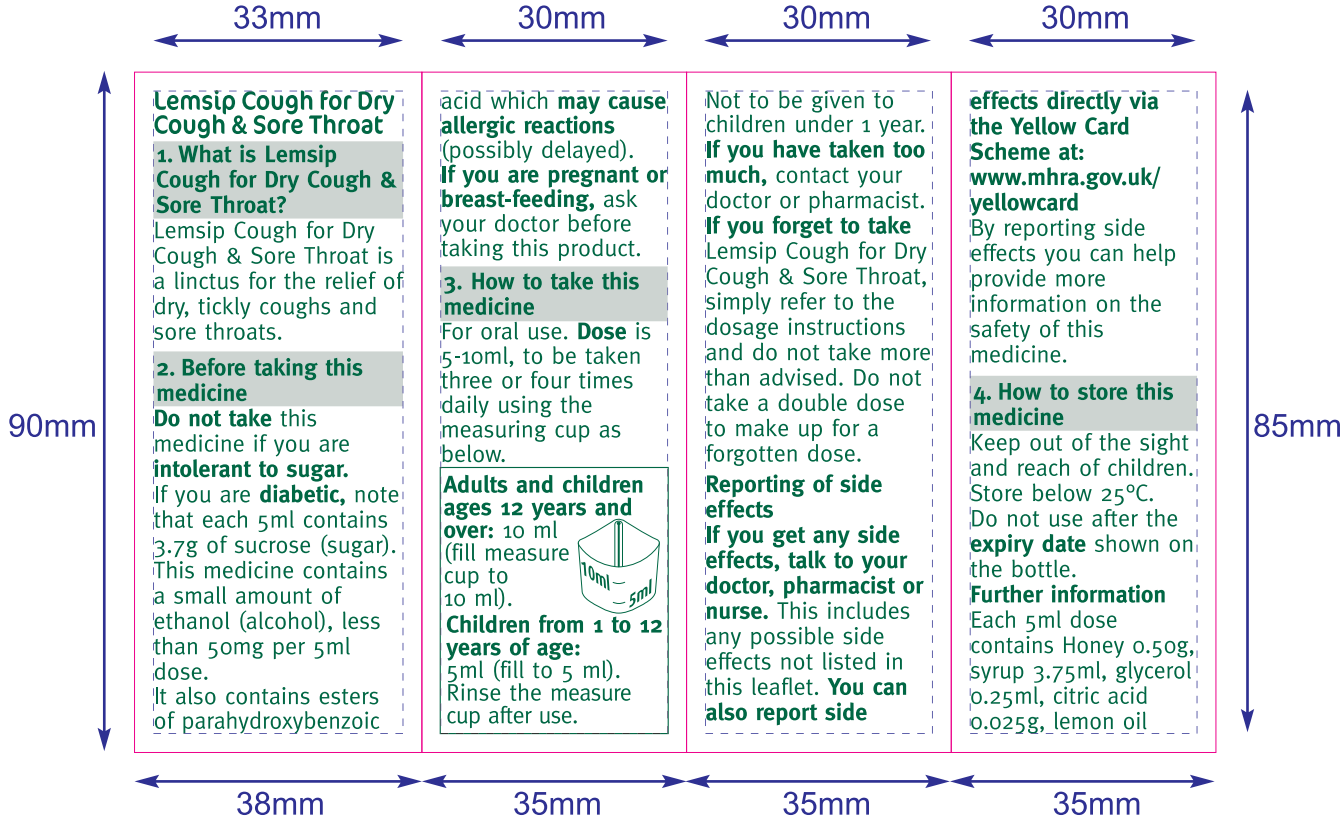 33mm
30mm
30mm
30mm
90mm
85mm
Lemsip Cough for Dry
Cough & Sore Throat
1. What is Lemsip
Cough for Dry Cough &
Sore Throat?
Lemsip Cough for Dry
Cough & Sore Throat is
a linctus for the relief of
dry, tickly coughs and
sore throats.
2. Before taking this
medicine
Do not take this
medicine if you are
intolerant to sugar.
If you are diabetic, note
that each 5ml contains
3.7g of sucrose (sugar).
This medicine contains
a small amount of
ethanol (alcohol), less
than 50mg per 5ml
dose.
It also contains esters
of parahydroxybenzoic
acid which may cause
allergic reactions
(possibly delayed).
If you are pregnant or
breast-feeding, ask
your doctor before
taking this product.
3. How to take this
medicine
For oral use. Dose is
5-10ml, to be taken
three or four times
daily using the
measuring cup as
below.
Adults and children
ages 12 years and
over: 10 ml
(fill measure
cup to
10 ml).
10ml
5ml
Children from 1 to 12
years of age:
5ml (fill to 5 ml).
Rinse the measure
cup after use.
Not to be given to
children under 1 year.
If you have taken too
much, contact your
doctor or pharmacist.
If you forget to take
Lemsip Cough for Dry
Cough & Sore Throat,
simply refer to the
dosage instructions
and do not take more
than advised. Do not
take a double dose
to make up for a
forgotten dose.
Reporting of side
effects
If you get any side
effects, talk to your
doctor, pharmacist or
nurse. This includes
any possible side
effects not listed in
this leaflet. You can
also report side
effects directly via
the Yellow Card
Scheme at:
www.mhra.gov.uk/
yellowcard
By reporting side
effects you can help
provide more
information on the
safety of this
medicine.
4. How to store this
medicine
Keep out of the sight
and reach of children.
Store below 25°C.
Do not use after the
expiry date shown on
the bottle.
Further information
Each 5ml dose
contains Honey 0.50g,
syrup 3.75ml, glycerol
0.25ml, citric acid
0.025g, lemon oil
38mm
35mm
35mm
35mm